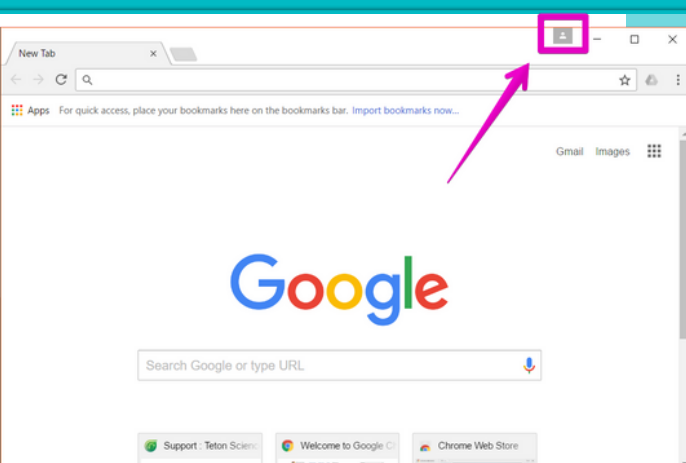 New Tab
Apps For quick access, place your bookmarks here on the bookmarks bar. Import bookmarks now...
Gmail Images
Google
Search Google or type URL
Support : Teton Scienc
Welcome to Google C
Chrome Web Store